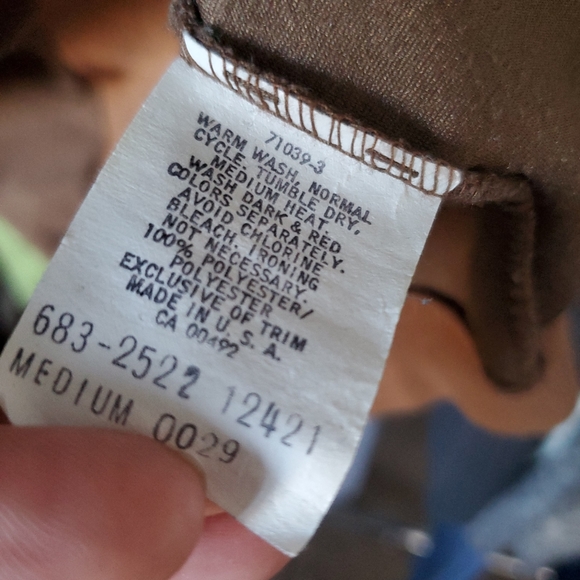 71039-3
WARM WASH, NORMAL
CYCLE, TUMBLE DRY,
MEDIUM HEAT.
WASH DARK & RED
COLORS SEPARATELY.
AVOID CHLORINE
BLEACH. IRONING
NOT NECESSARY.
100% POLYESTER/
POLYESTER
EXCLUSIVE OF TRIM
MADE IN U.S.A.
CA 00492
683-2522 12421
MEDIUM 0029